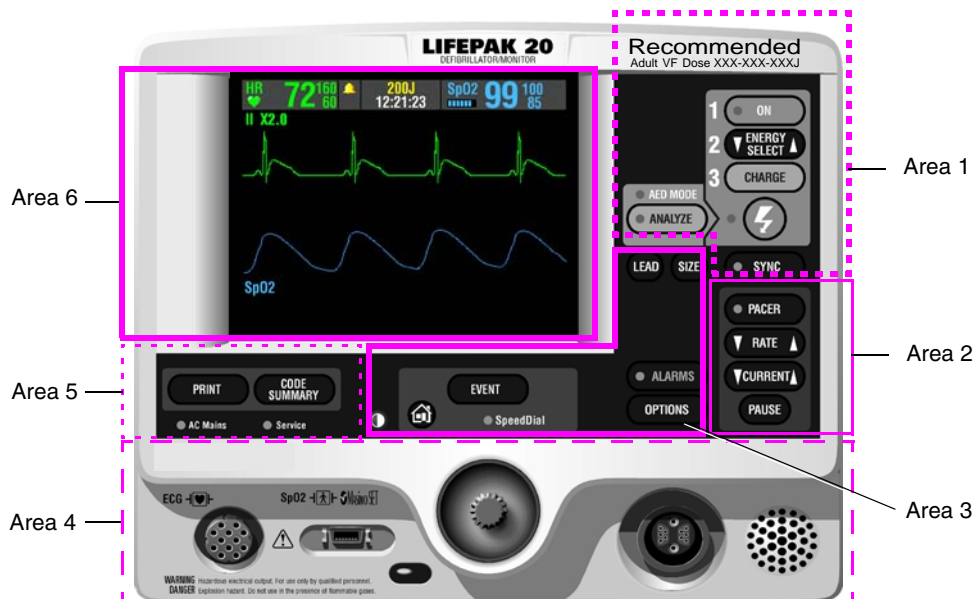 LIFEPAK 20
DEFIBRILLATOR/MONITOR
Recommended
Adult VF Dose XXX-XXX-XXXJ
HR 72 160 60
200J
12:21:23
SpO2 99 100 85
II X2.0
SpO2
1 ON
2 ENERGY SELECT
3 CHARGE
AED MODE
ANALYZE
Area 1
Area 6
LEAD
SIZE
SYNC
PACER
RATE
CURRENT
PAUSE
Area 2
ALARMS
OPTIONS
Area 3
Area 5
PRINT
CODE
SUMMARY
AC Mains
Service
EVENT
SpeedDial
Area 4
ECG
SpO2
Masimo SET
WARNING Hazardous electrical output. For use only by qualified personnel.
DANGER Explosion hazard. Do not use in the presence of flammable gases.